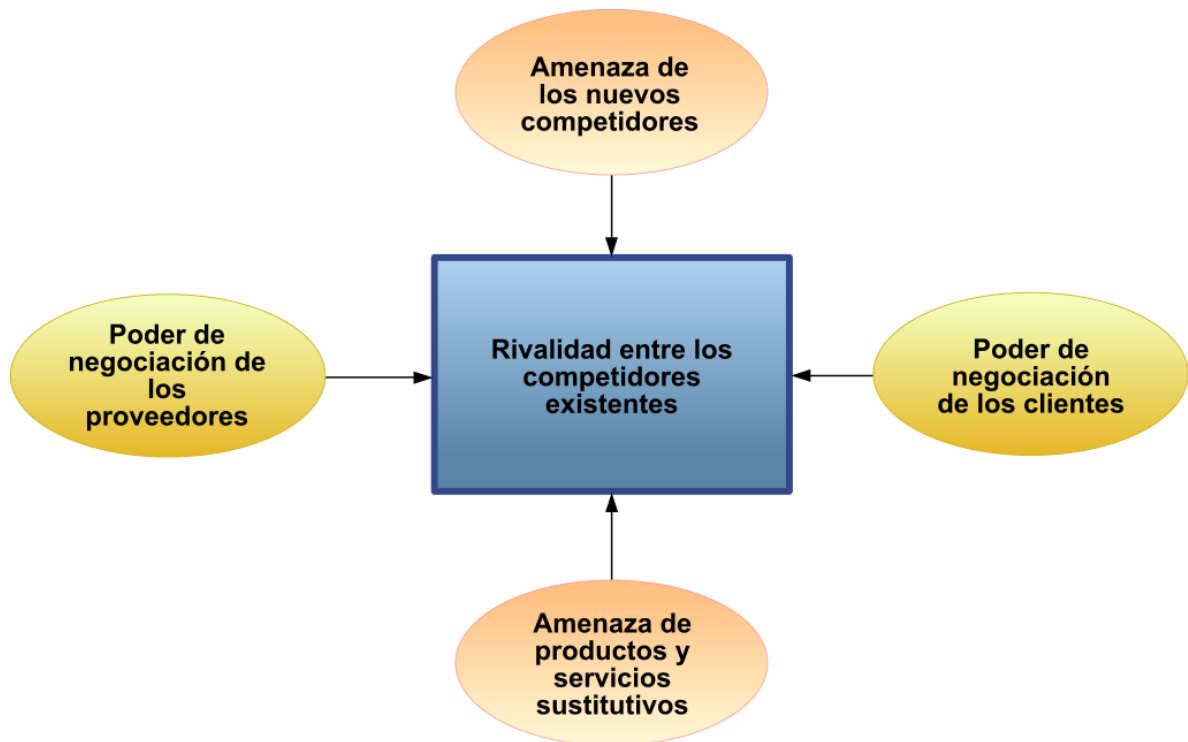 Amenaza de
los nuevos
competidores
Poder de
negociación de
los
proveedores
Rivalidad entre los
competidores
existentes
Poder de
negociación
de los clientes
Amenaza de
productos y
servicios
sustitutivos